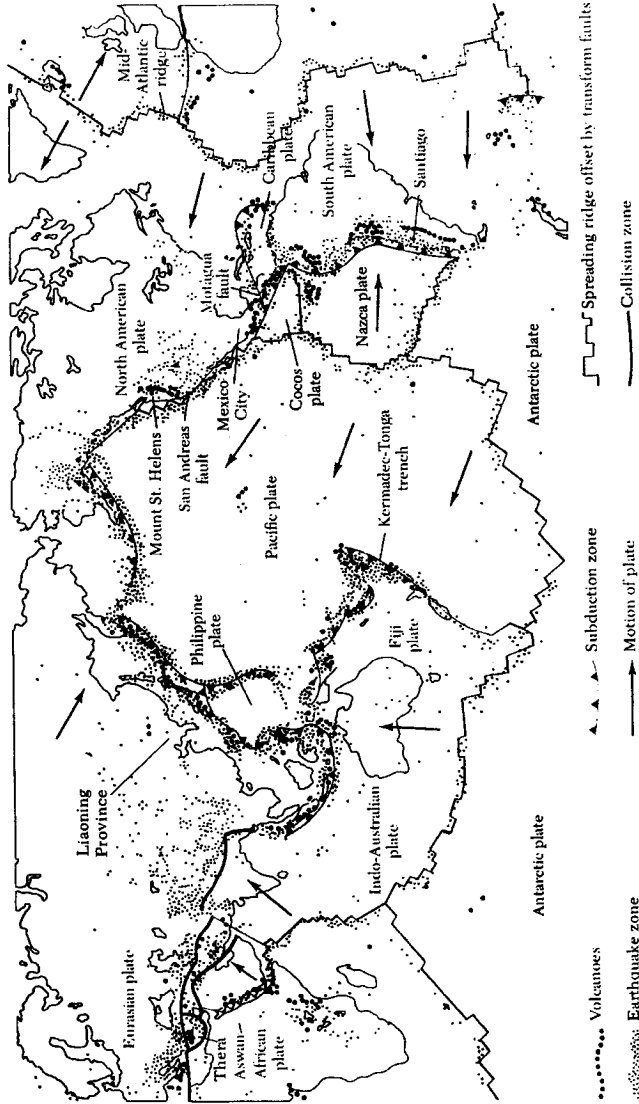 Eurasian plate
Liaoning
Province
Thera
Aswan–
African
plate
Indo-Australian
plate
Antarctic plate
Philippine
plate
Fiji
plate
Kermadec-Tonga
trench
Pacific plate
North American
plate
Mount St. Helens
San Andreas
fault
Mexico
City
Cocos
plate
Motagua
fault
Caribbean
plate
Nazca plate
South American
plate
Santiago
Mid-
Atlantic
ridge
Antarctic plate
Volcanoes
Earthquake zone
Subduction zone
Motion of plate
Spreading ridge offset by transform faults
Collision zone